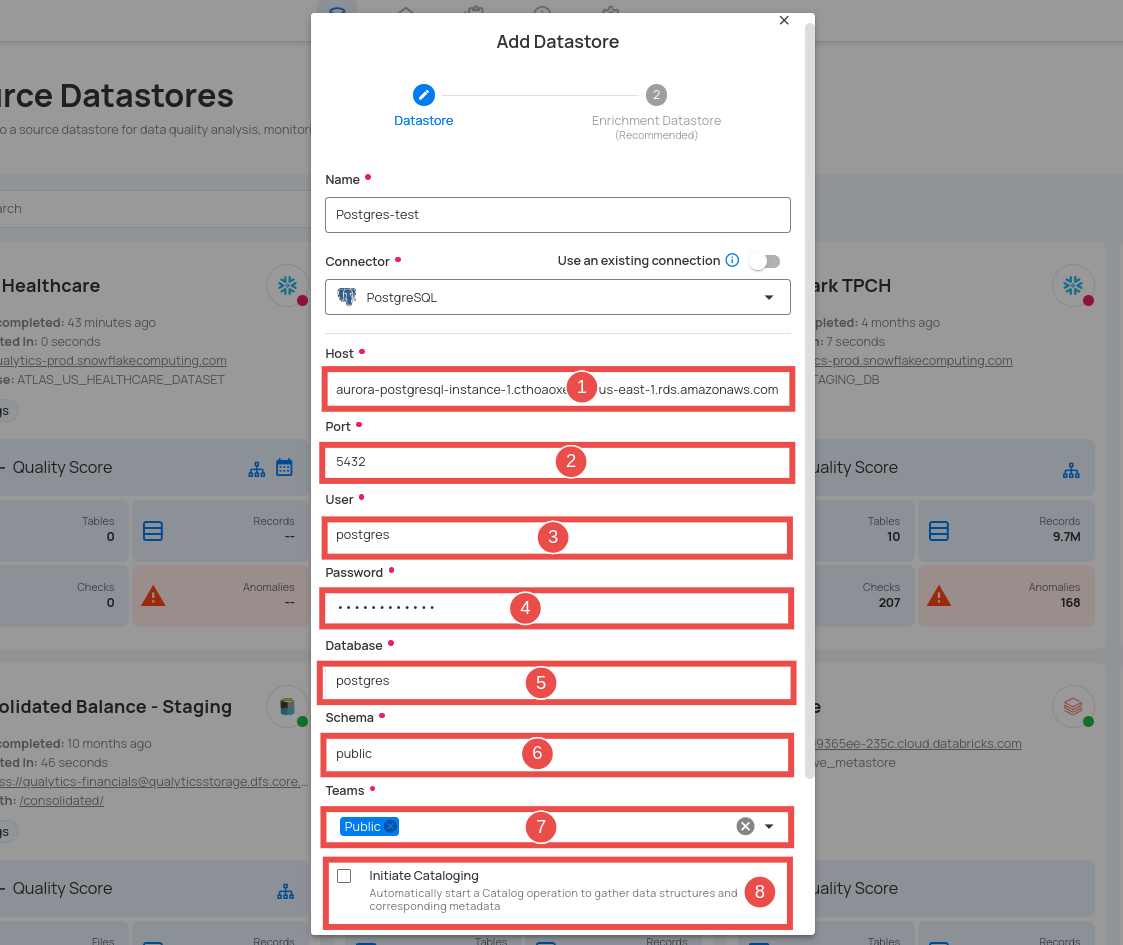 Add Datastore
2
Datastore
Enrichment Datastore
(Recommended)
rce Datastores
o a source datastore for data quality analysis, monitori
arch
Name
Postgres-test
Connector
Use an existing connection
PostgreSQL
Host
aurora-postgresql-instance-1.cthoaox
us-east-1.rds.amazonaws.com
1
Port
5432
2
User
postgres
3
Password
••••••••••••
4
Database
postgres
5
Schema
public
6
Teams
Public
7
Initiate Cataloging
Automatically start a Catalog operation to gather data structures and
corresponding metadata
8
Healthcare
completed: 43 minutes ago
ted In: 0 seconds
ualytics-prod.snowflakecomputing.com
se: ATLAS_US_HEALTHCARE_DATASET
gs
– Quality Score
Tables
0
Records
--
Checks
0
Anomalies
--
ark TPCH
pleted: 4 months ago
n: 7 seconds
cs-prod.snowflakecomputing.com
TAGING_DB
uality Score
Tables
10
Records
9.7M
Checks
207
Anomalies
168
olidated Balance - Staging
completed: 10 months ago
ted In: 46 seconds
ss://qualytics-financials@qualyticsstorage.dfs.core....
th: /consolidated/
gs
– Quality Score
Files
Records
Tables
Records
e
9365ee-235c.cloud.databricks.com
ve_metastore
uality Score
Tables
Records